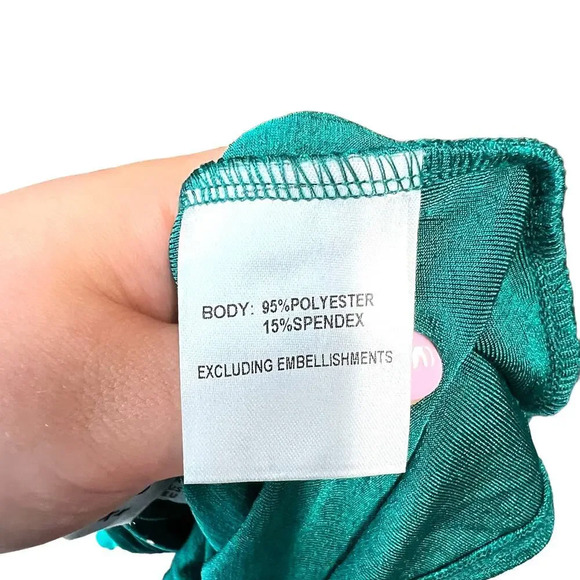 BODY: 95%POLYESTER
15%SPENDEX
EXCLUDING EMBELLISHMENTS